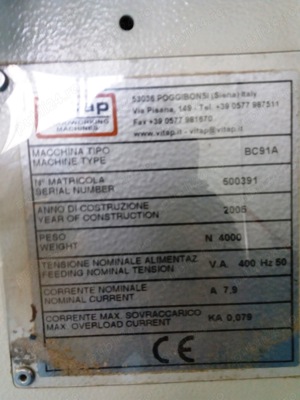 53036 POGGIBONSI (Siena) Italy
Via Pisana, 149 - Tel. +39 0577 987511
Fax +39 0577 981670
www.vitap.it - vitap@vitap.it
vitap
WOODWORKING
MACHINES
MACCHINA TIPO
MACHINE TYPE
BC91A
N° MATRICOLA
SERIAL NUMBER
500391
ANNO DI COSTRUZIONE
YEAR OF CONSTRUCTION
2005
PESO
WEIGHT
N 4000
TENSIONE NOMINALE ALIMENTAZ.
FEEDING NOMINAL TENSION
V.A. 400 Hz 50
CORRENTE NOMINALE
NOMINAL CURRENT
A 7,9
CORRENTE MAX. SOVRACCARICO
MAX OVERLOAD CURRENT
KA 0,079
CE